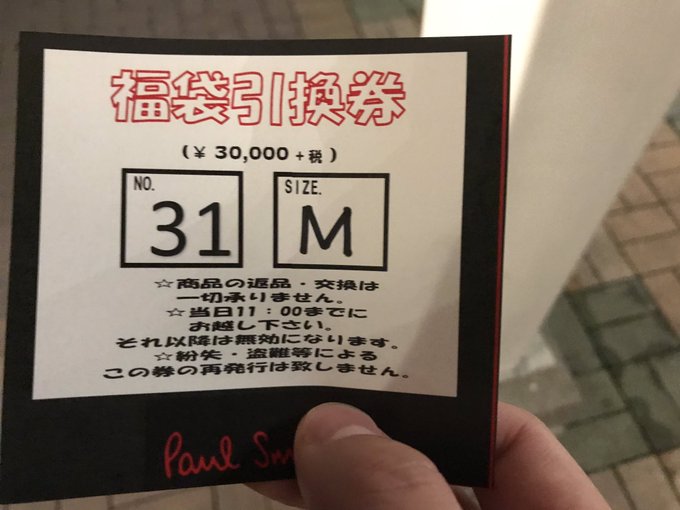 福袋引換券
(¥ 30,000 + 税 )
NO.
31
SIZE.
M
☆商品の返品・交換は
一切承りません。
☆当日11：00までに
お越し下さい。
それ以降は無効になります。
☆紛失・盗難等による
この券の再発行は致しません。
Paul